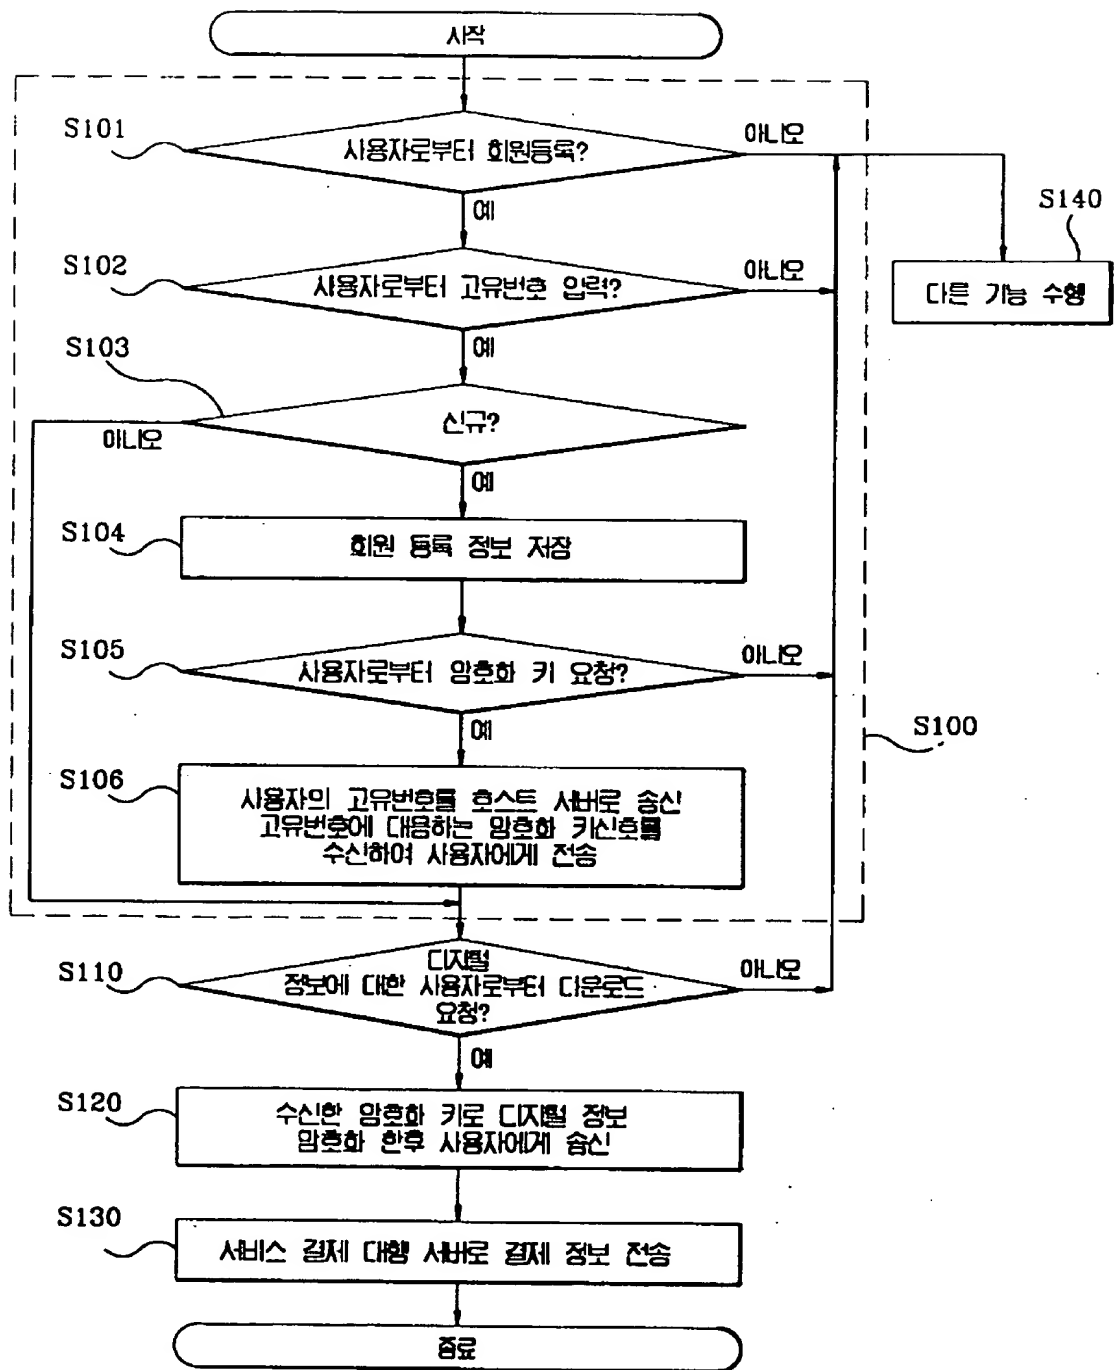 시작
S101
사용자로부터 회원등록?
아니오
예
S140
다른 기능 수행
S102
사용자로부터 고유번호 입력?
아니오
예
S103
신규?
아니오
예
S104
회원 등록 정보 저장
S105
사용자로부터 암호화 키 요청?
아니오
예
S100
S106
사용자의 고유번호를 호스트 서버로 송신
고유번호에 대응하는 암호화 키신호를
수신하여 사용자에게 전송
S110
디지털
정보에 대한 사용자로부터 다운로드
요청?
아니오
예
S120
수신한 암호화 키로 디지털 정보
암호화 한후 사용자에게 송신
S130
서비스 결제 대행 서버로 결제 정보 전송
종료